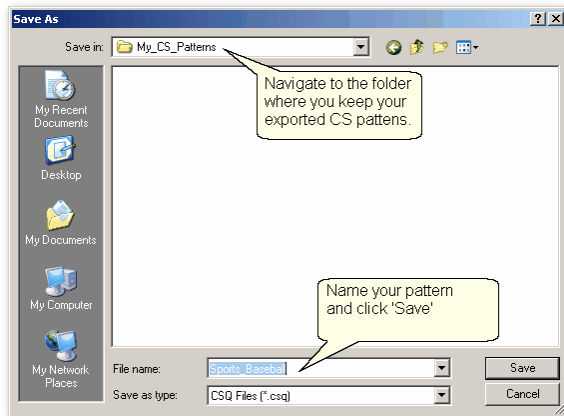 Save As
Save in:
My_CS_Patterns
Navigate to the folder
where you keep your
exported CS pattens.
My Recent
Documents
Desktop
My Documents
My Computer
My Network
Places
Name your pattern
and click 'Save'
File name:
Sports_Basebal
Save
Save as type:
CSQ Files (*.csq)
Cancel